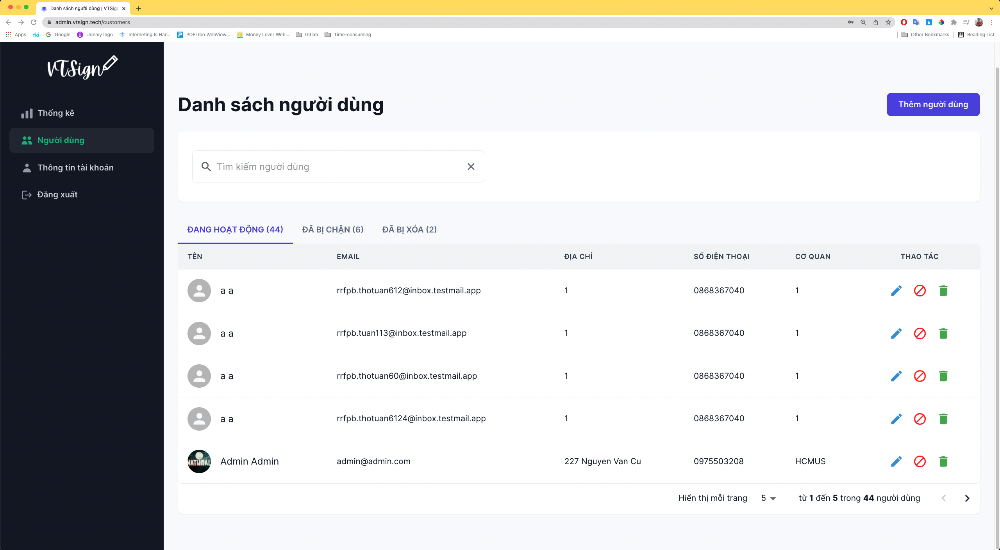 Danh sách người dùng | VTSign
admin.vtsign.tech/customers
Apps
TIKI
Google
Udemy logo
Interneting Is Har...
PDFTron WebView...
Money Lover Web...
Gitlab
Time-consuming
Other Bookmarks
Reading List
VTSign
Thống kê
Người dùng
Thông tin tài khoản
Đăng xuất
Danh sách người dùng
Thêm người dùng
Tìm kiếm người dùng
ĐANG HOẠT ĐỘNG (44) ĐÃ BỊ CHẶN (6) ĐÃ BỊ XÓA (2)
TÊN EMAIL ĐỊA CHỈ SỐ ĐIỆN THOẠI CƠ QUAN THAO TÁC
a a rrfpb.thotuan612@inbox.testmail.app 1 0868367040 1
a a rrfpb.tuan113@inbox.testmail.app 1 0868367040 1
a a rrfpb.thotuan60@inbox.testmail.app 1 0868367040 1
a a rrfpb.thotuan6124@inbox.testmail.app 1 0868367040 1
NATURAL Admin Admin admin@admin.com 227 Nguyen Van Cu 0975503208 HCMUS
Hiển thị mỗi trang 5 từ 1 đến 5 trong 44 người dùng